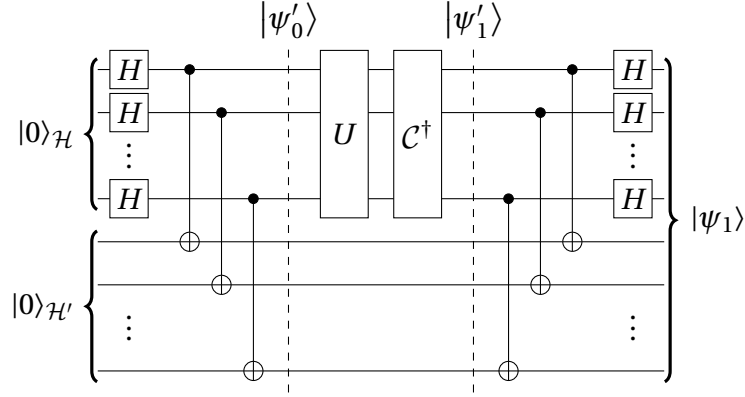 |ψ′₀⟩ |ψ′₁⟩
H H
|0⟩_ℋ H H
⋮ U 𝒞† ⋮
H H
|ψ₁⟩
|0⟩_ℋ′
⋮ ⋮